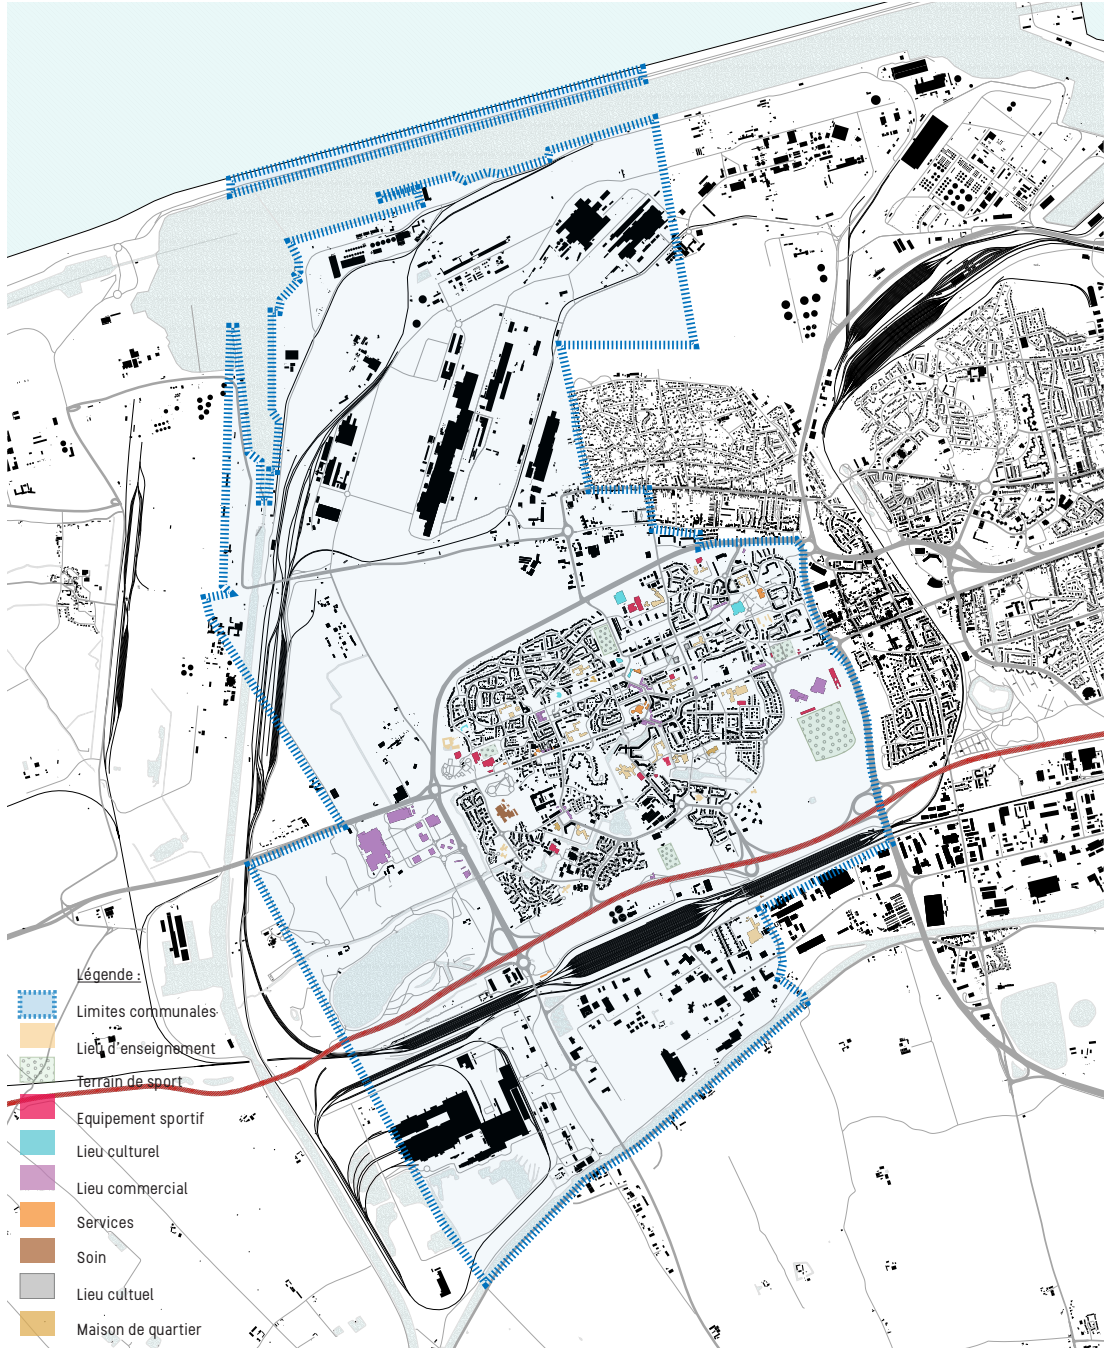 Légende :
Limites communales
Lieu d'enseignement
Terrain de sport
Equipement sportif
Lieu culturel
Lieu commercial
Services
Soin
Lieu cultuel
Maison de quartier